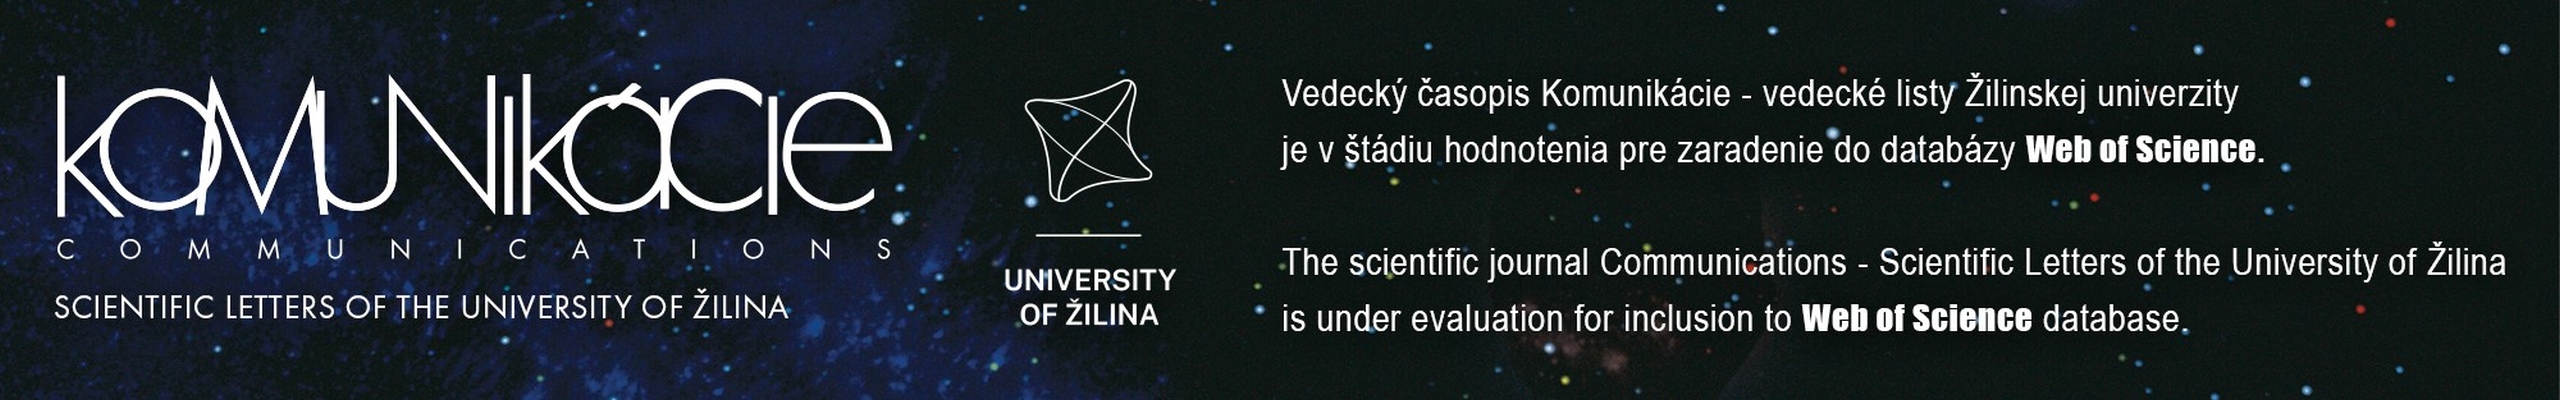 koMUNikácie
COMMUNICATIONS
SCIENTIFIC LETTERS OF THE UNIVERSITY OF ŽILINA
UNIVERSITY
OF ŽILINA
Vedecký časopis Komunikácie - vedecké listy Žilinskej univerzity
je v štádiu hodnotenia pre zaradenie do databázy Web of Science.
The scientific journal Communications - Scientific Letters of the University of Žilina
is under evaluation for inclusion to Web of Science database.